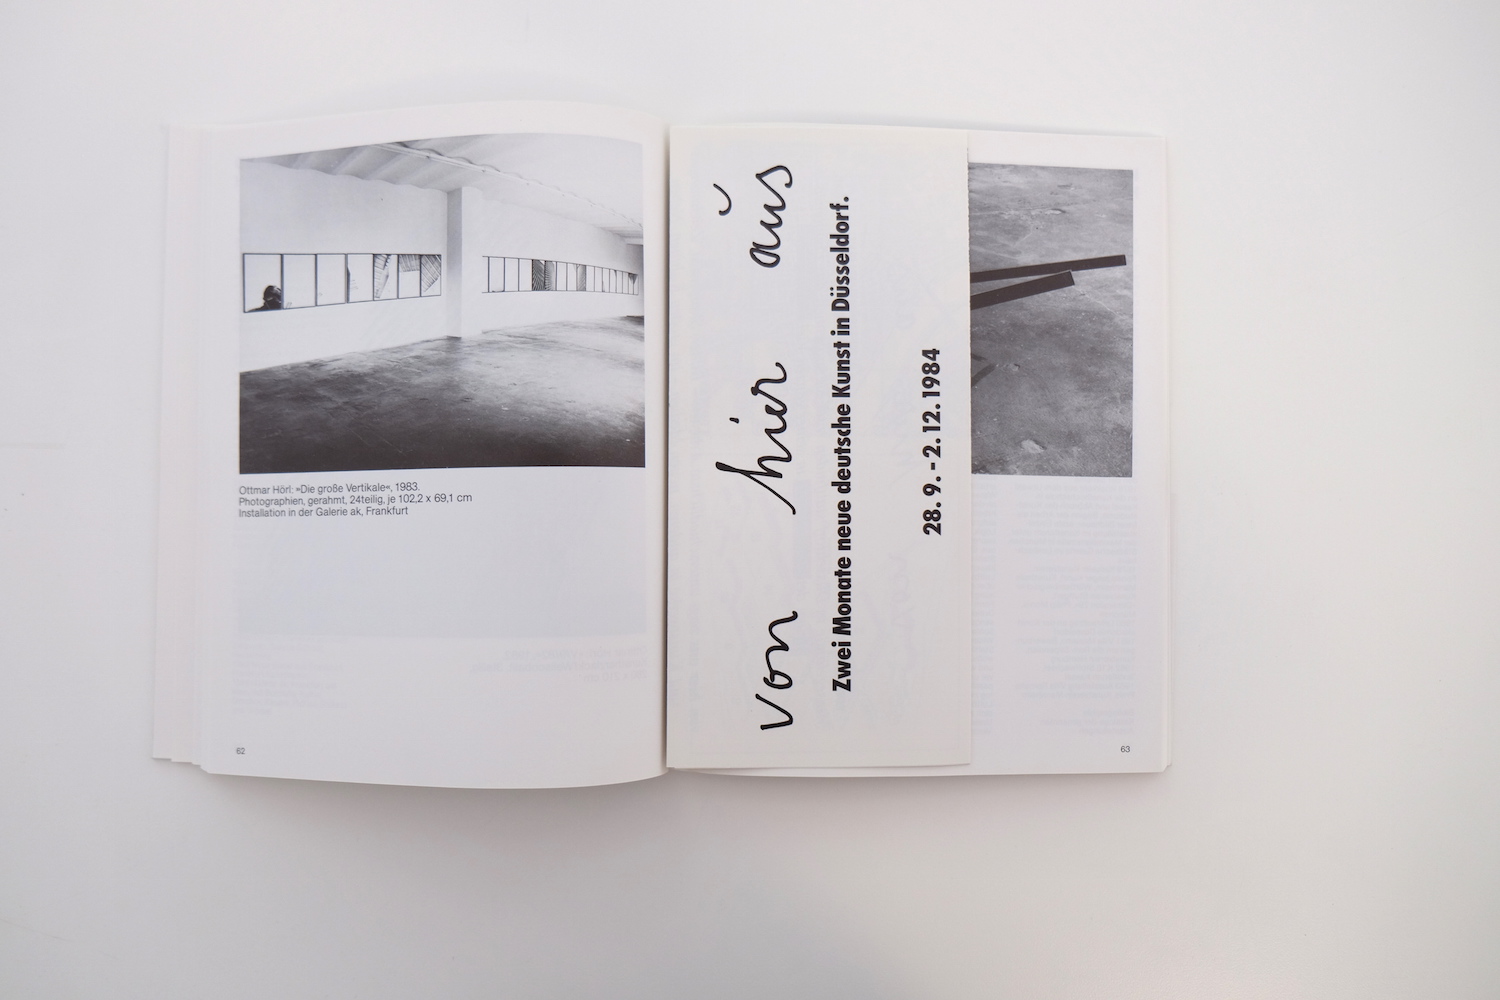 Ottmar Hörl: »Die große Vertikale«, 1983.
Photographien, gerahmt, 24teilig, je 102,2 x 69,1 cm
Installation in der Galerie ak, Frankfurt
62
von hier aus
Zwei Monate neue deutsche Kunst in Düsseldorf.
28. 9. - 2. 12. 1984
63